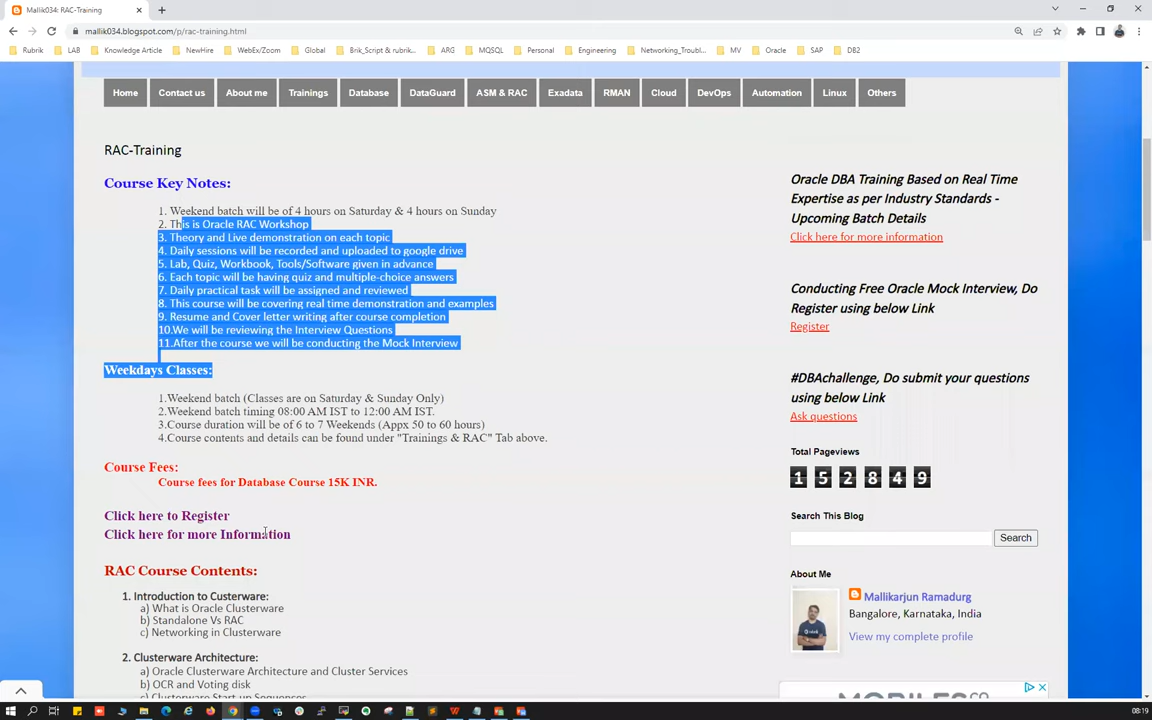 Mallik034: RAC-Training
mallik034.blogspot.com/p/rac-training.html
Rubrik LAB Knowledge Article NewHire WebEx/Zoom Global Brik_Script & rubrik... ARG MQSQL Personal Engineering Networking_Troubl... MV Oracle SAP DB2
Home Contact us About me Trainings Database DataGuard ASM & RAC Exadata RMAN Cloud DevOps Automation Linux Others
RAC-Training
Course Key Notes:
1. Weekend batch will be of 4 hours on Saturday & 4 hours on Sunday
2. This is Oracle RAC Workshop
3. Theory and Live demonstration on each topic
4. Daily sessions will be recorded and uploaded to google drive
5. Lab, Quiz, Workbook, Tools/Software given in advance
6. Each topic will be having quiz and multiple-choice answers
7. Daily practical task will be assigned and reviewed
8. This course will be covering real time demonstration and examples
9. Resume and Cover letter writing after course completion
10.We will be reviewing the Interview Questions
11.After the course we will be conducting the Mock Interview
Weekdays Classes:
1.Weekend batch (Classes are on Saturday & Sunday Only)
2.Weekend batch timing 08:00 AM IST to 12:00 AM IST.
3.Course duration will be of 6 to 7 Weekends (Appx 50 to 60 hours)
4.Course contents and details can be found under "Trainings & RAC" Tab above.
Course Fees:
Course fees for Database Course 15K INR.
Click here to Register
Click here for more Information
RAC Course Contents:
1. Introduction to Custerware:
a) What is Oracle Clusterware
b) Standalone Vs RAC
c) Networking in Clusterware
2. Clusterware Architecture:
a) Oracle Clusterware Architecture and Cluster Services
b) OCR and Voting disk
c) Clusterware Start-up Sequences
Oracle DBA Training Based on Real Time
Expertise as per Industry Standards -
Upcoming Batch Details
Click here for more information
Conducting Free Oracle Mock Interview, Do
Register using below Link
Register
#DBAchallenge, Do submit your questions
using below Link
Ask questions
Total Pageviews
152849
Search This Blog
Search
About Me
Mallikarjun Ramadurg
Bangalore, Karnataka, India
View my complete profile
08:19